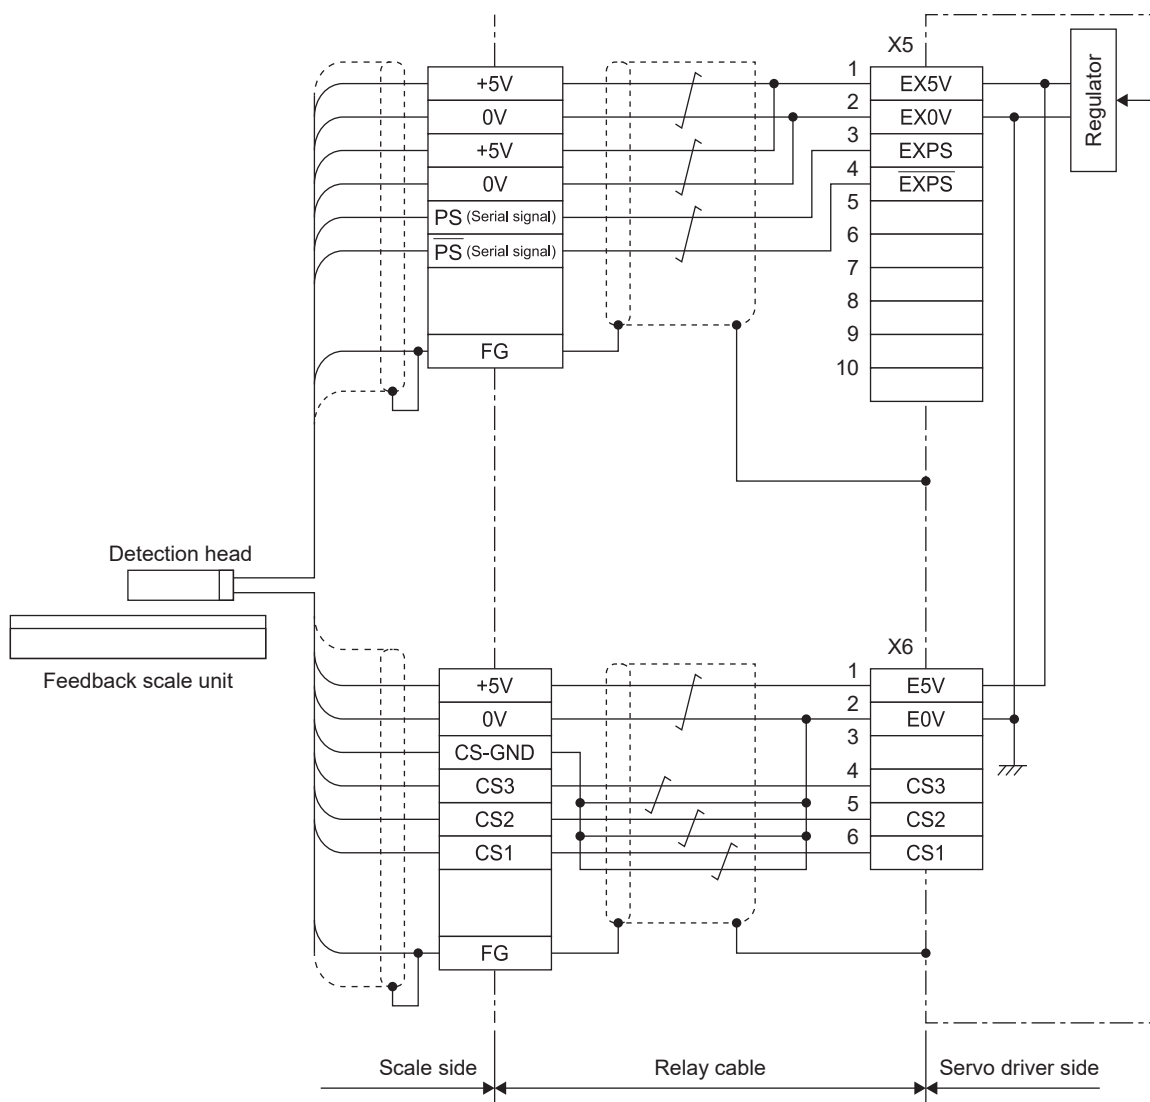 X5
+5V 1 EX5V
0V 2 EX0V
+5V 3 EXPS
0V 4 E̅X̅P̅S̅
PS (Serial signal) 5
P̅S̅ (Serial signal) 6
7
8
9
FG 10
Regulator
Detection head
Feedback scale unit
X6
+5V 1 E5V
0V 2 E0V
CS-GND 3
CS3 4 CS3
CS2 5 CS2
CS1 6 CS1
FG
Scale side Relay cable Servo driver side